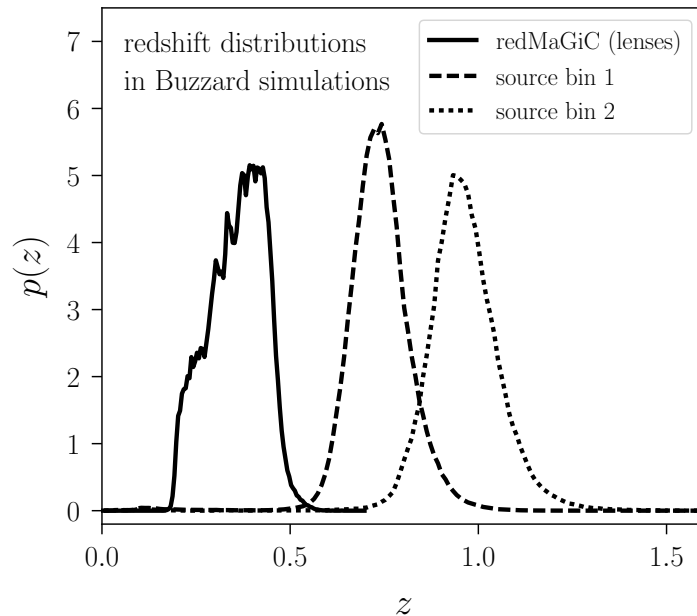 redshift distributions
in Buzzard simulations
redMaGiC (lenses)
source bin 1
source bin 2
7
6
5
4
3
2
1
0
p(z)
0.0 0.5 1.0 1.5
z